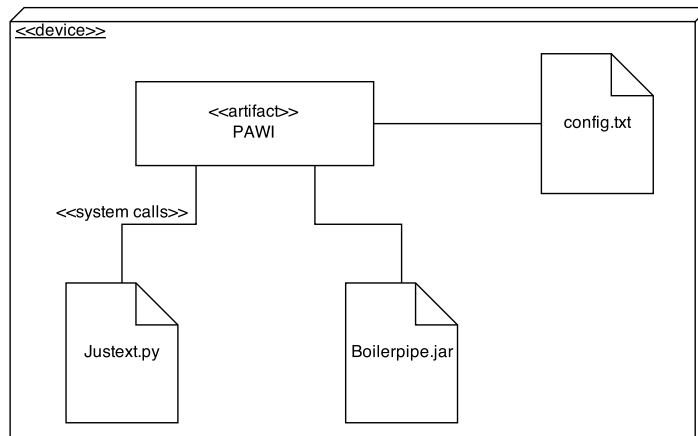 <<device>>
<<artifact>>
PAWI
config.txt
<<system calls>>
Justext.py
Boilerpipe.jar